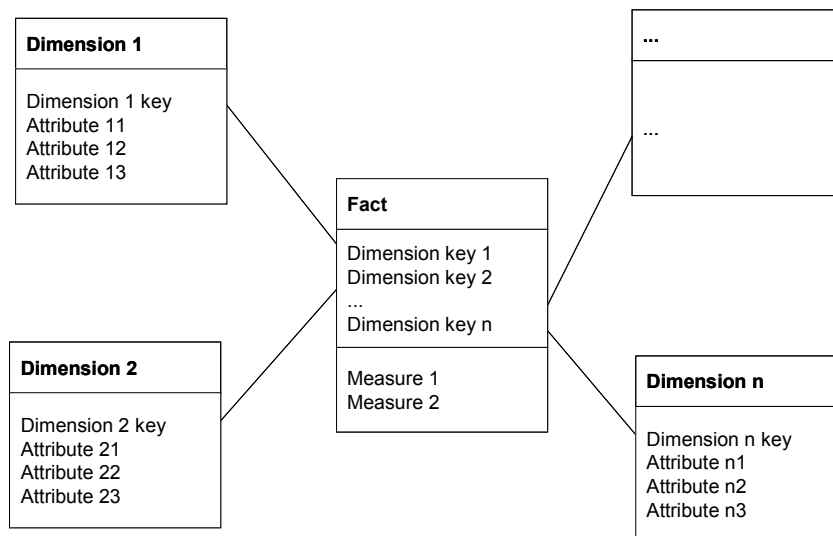 Dimension 1
Dimension 1 key
Attribute 11
Attribute 12
Attribute 13
...
...
Fact
Dimension key 1
Dimension key 2
...
Dimension key n
Measure 1
Measure 2
Dimension 2
Dimension 2 key
Attribute 21
Attribute 22
Attribute 23
Dimension n
Dimension n key
Attribute n1
Attribute n2
Attribute n3